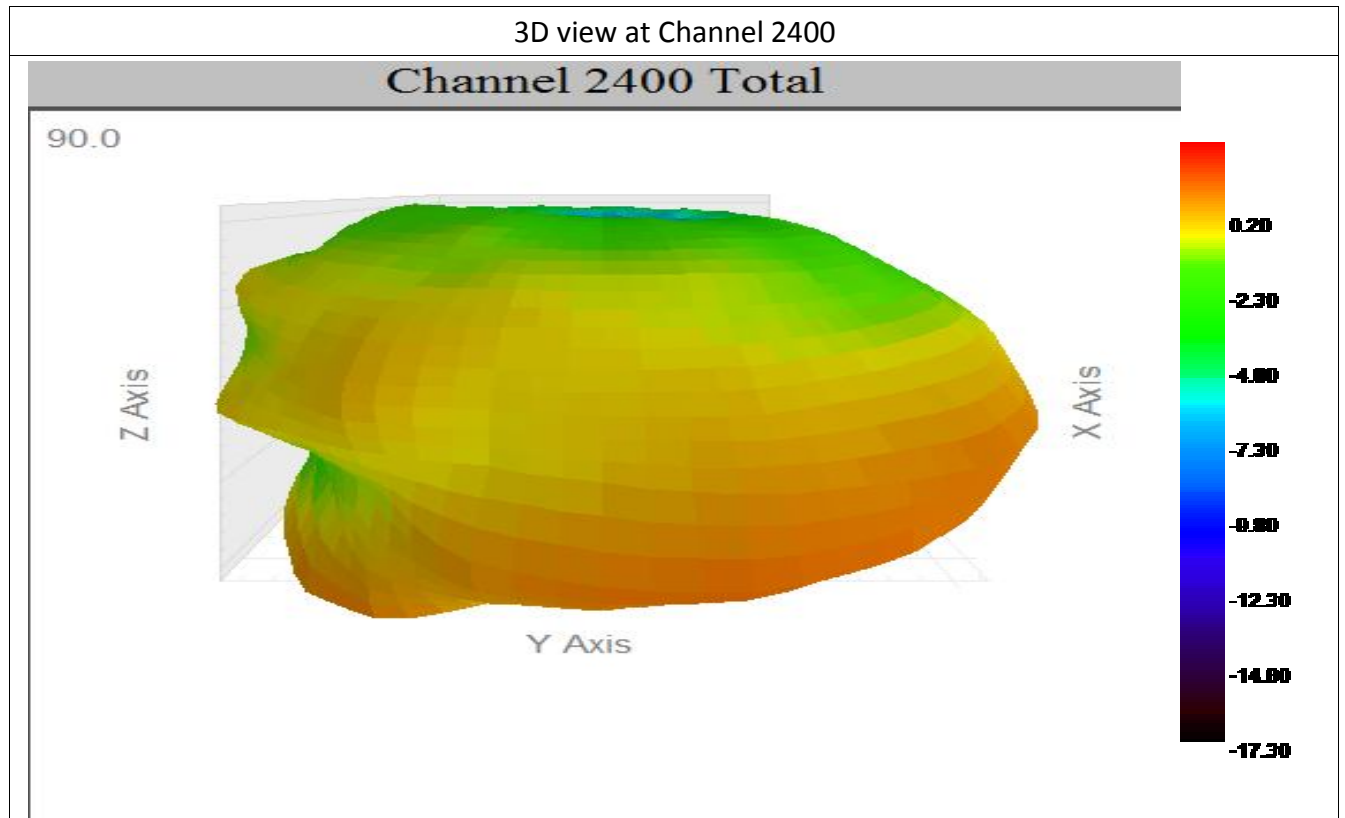 3D view at Channel 2400
Channel 2400 Total
90.0
Z Axis
X Axis
Y Axis
0.20
-2.30
-4.80
-7.30
-9.80
-12.30
-14.80
-17.30